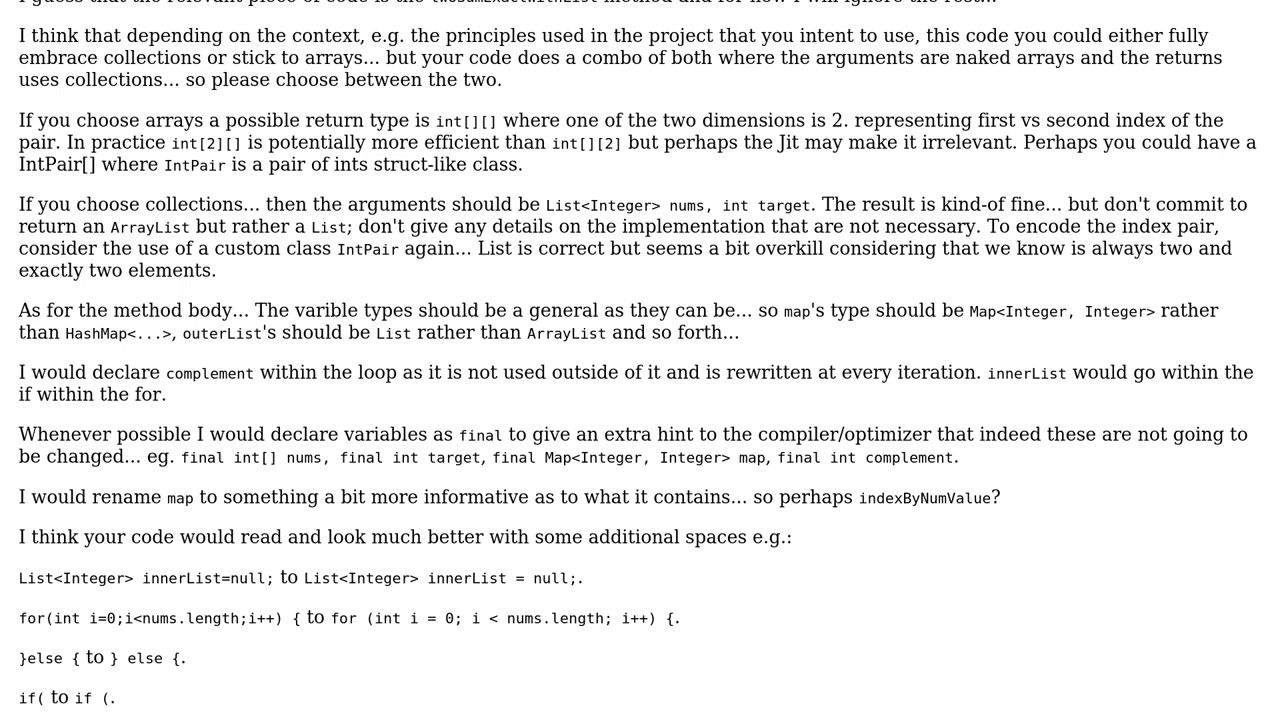 I guess that the relevant piece of code is the twoSumExactWithList method and for now I will ignore the rest...
I think that depending on the context, e.g. the principles used in the project that you intent to use, this code you could either fully
embrace collections or stick to arrays... but your code does a combo of both where the arguments are naked arrays and the returns
uses collections... so please choose between the two.
If you choose arrays a possible return type is int[][] where one of the two dimensions is 2. representing first vs second index of the
pair. In practice int[2][] is potentially more efficient than int[][2] but perhaps the Jit may make it irrelevant. Perhaps you could have a
IntPair[] where IntPair is a pair of ints struct-like class.
If you choose collections... then the arguments should be List<Integer> nums, int target. The result is kind-of fine... but don't commit to
return an ArrayList but rather a List; don't give any details on the implementation that are not necessary. To encode the index pair,
consider the use of a custom class IntPair again... List is correct but seems a bit overkill considering that we know is always two and
exactly two elements.
As for the method body... The varible types should be a general as they can be... so map's type should be Map<Integer, Integer> rather
than HashMap<...>, outerList's should be List rather than ArrayList and so forth...
I would declare complement within the loop as it is not used outside of it and is rewritten at every iteration. innerList would go within the
if within the for.
Whenever possible I would declare variables as final to give an extra hint to the compiler/optimizer that indeed these are not going to
be changed... eg. final int[] nums, final int target, final Map<Integer, Integer> map, final int complement.
I would rename map to something a bit more informative as to what it contains... so perhaps indexByNumValue?
I think your code would read and look much better with some additional spaces e.g.:
List<Integer> innerList=null; to List<Integer> innerList = null;.
for(int i=0;i<nums.length;i++) { to for (int i = 0; i < nums.length; i++) {.
}else { to } else {.
if( to if (.